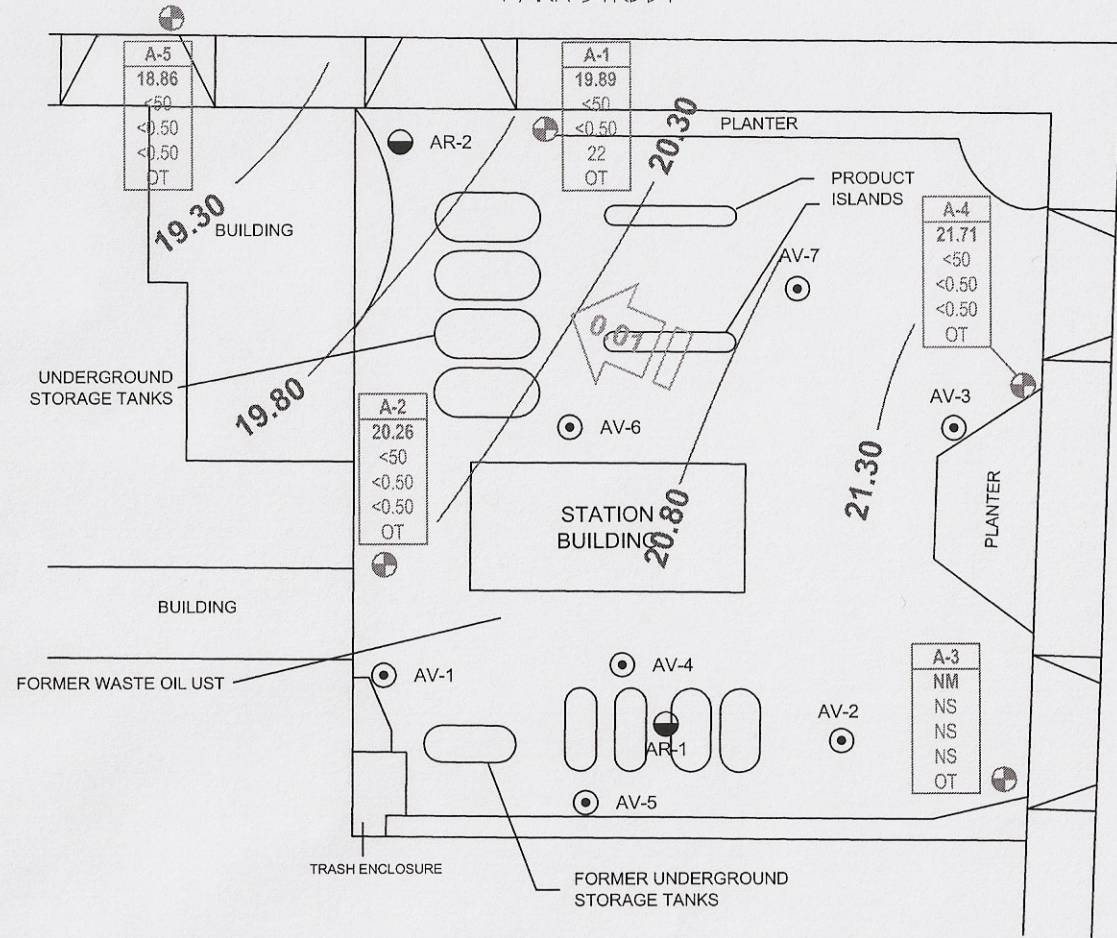 A-5
18.86
<50
<0.50
<0.50
OT
A-1
19.89
<50
<0.50
22
OT
20.30
PLANTER
AR-2
PRODUCT
ISLANDS
19.30
BUILDING
A-4
21.71
<50
<0.50
<0.50
OT
AV-7
0.01
UNDERGROUND
STORAGE TANKS
19.80
A-2
20.26
<50
<0.50
<0.50
OT
AV-6
AV-3
21.30
STATION
BUILDING
20.80
PLANTER
BUILDING
FORMER WASTE OIL UST
AV-1
AV-4
A-3
NM
NS
NS
NS
OT
AV-2
AR-1
AV-5
TRASH ENCLOSURE
FORMER UNDERGROUND
STORAGE TANKS